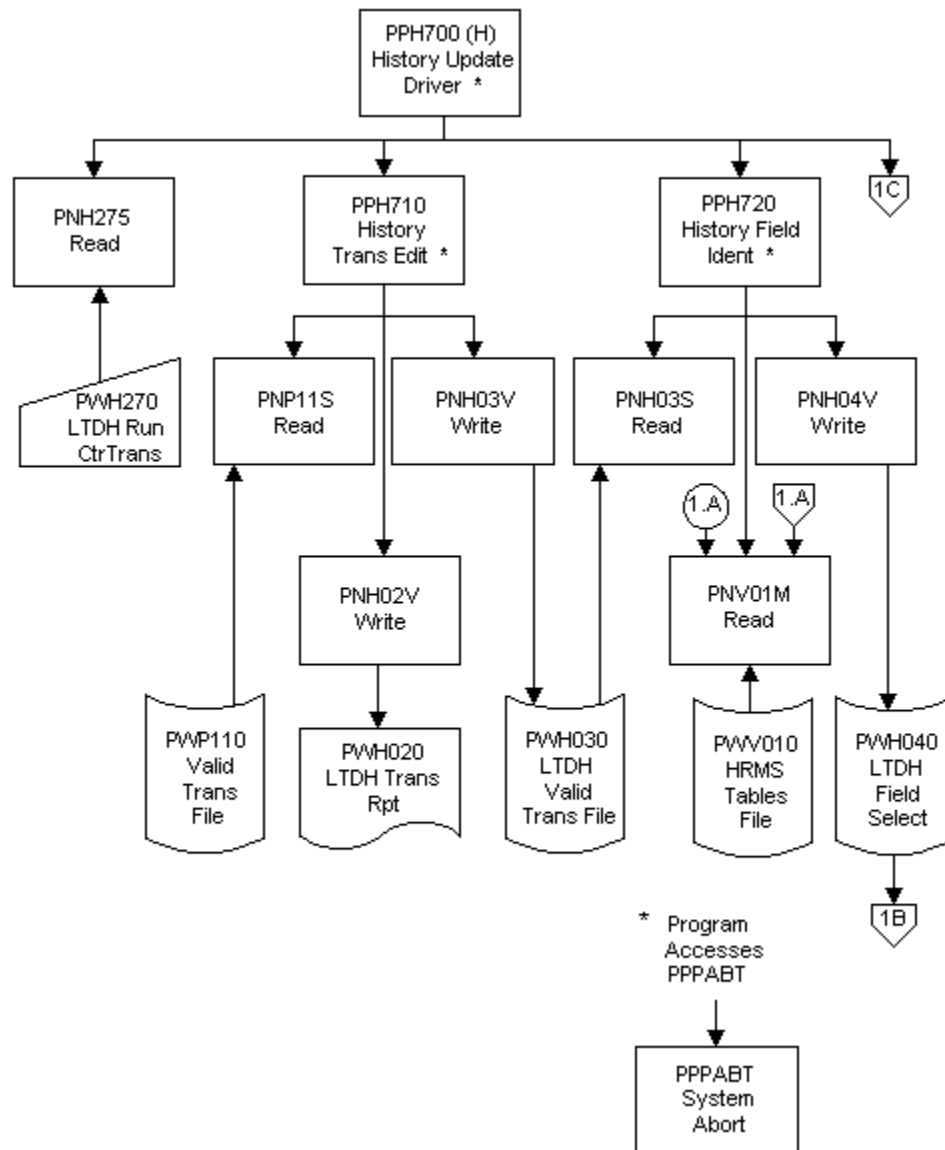 PPH700 (H)
History Update
Driver *
PNH275
Read
PPH710
History
Trans Edit *
PPH720
History Field
Ident *
1C
PWH270
LTDH Run
CtrTrans
PNP11S
Read
PNH03V
Write
PNH03S
Read
PNH04V
Write
1.A
1.A
PNH02V
Write
PNV01M
Read
PWP110
Valid
Trans
File
PWH020
LTDH Trans
Rpt
PWH030
LTDH
Valid
Trans File
PWV010
HRMS
Tables
File
PWH040
LTDH
Field
Select
1B
* Program
Accesses
PPPABT
PPPABT
System
Abort